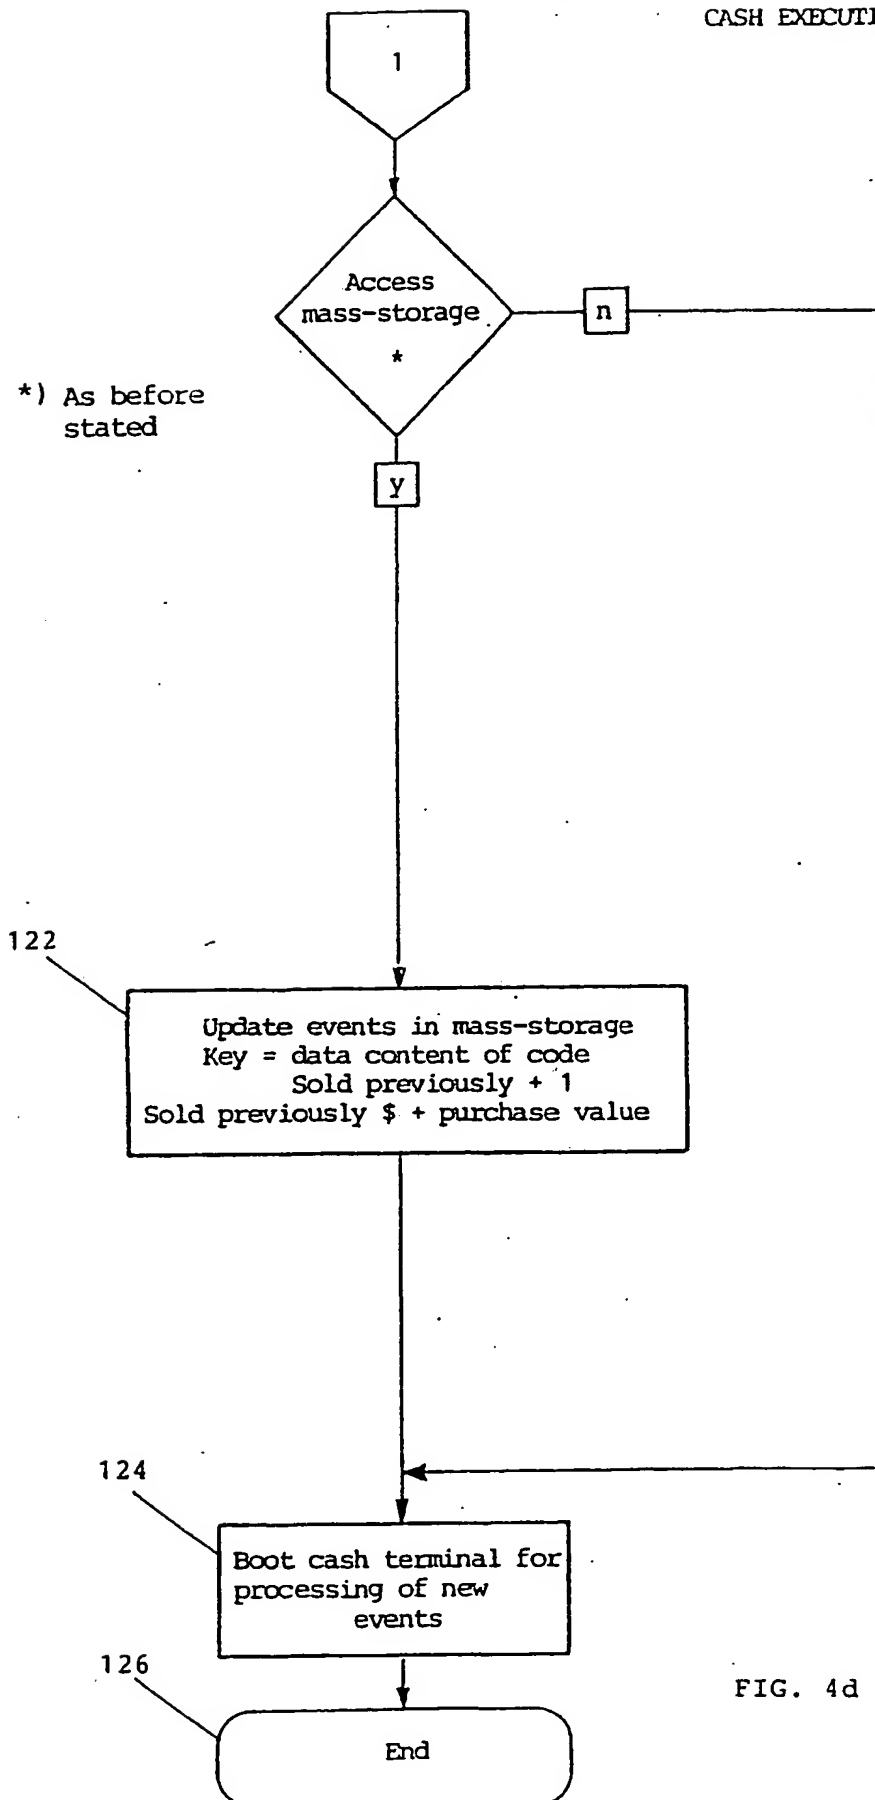 CASH EXECUTI
1
Access
mass-storage
*
n
*) As before
stated
y
122
Update events in mass-storage
Key = data content of code
Sold previously + 1
Sold previously $ + purchase value
124
Boot cash terminal for
processing of new
events
126
End
FIG. 4d